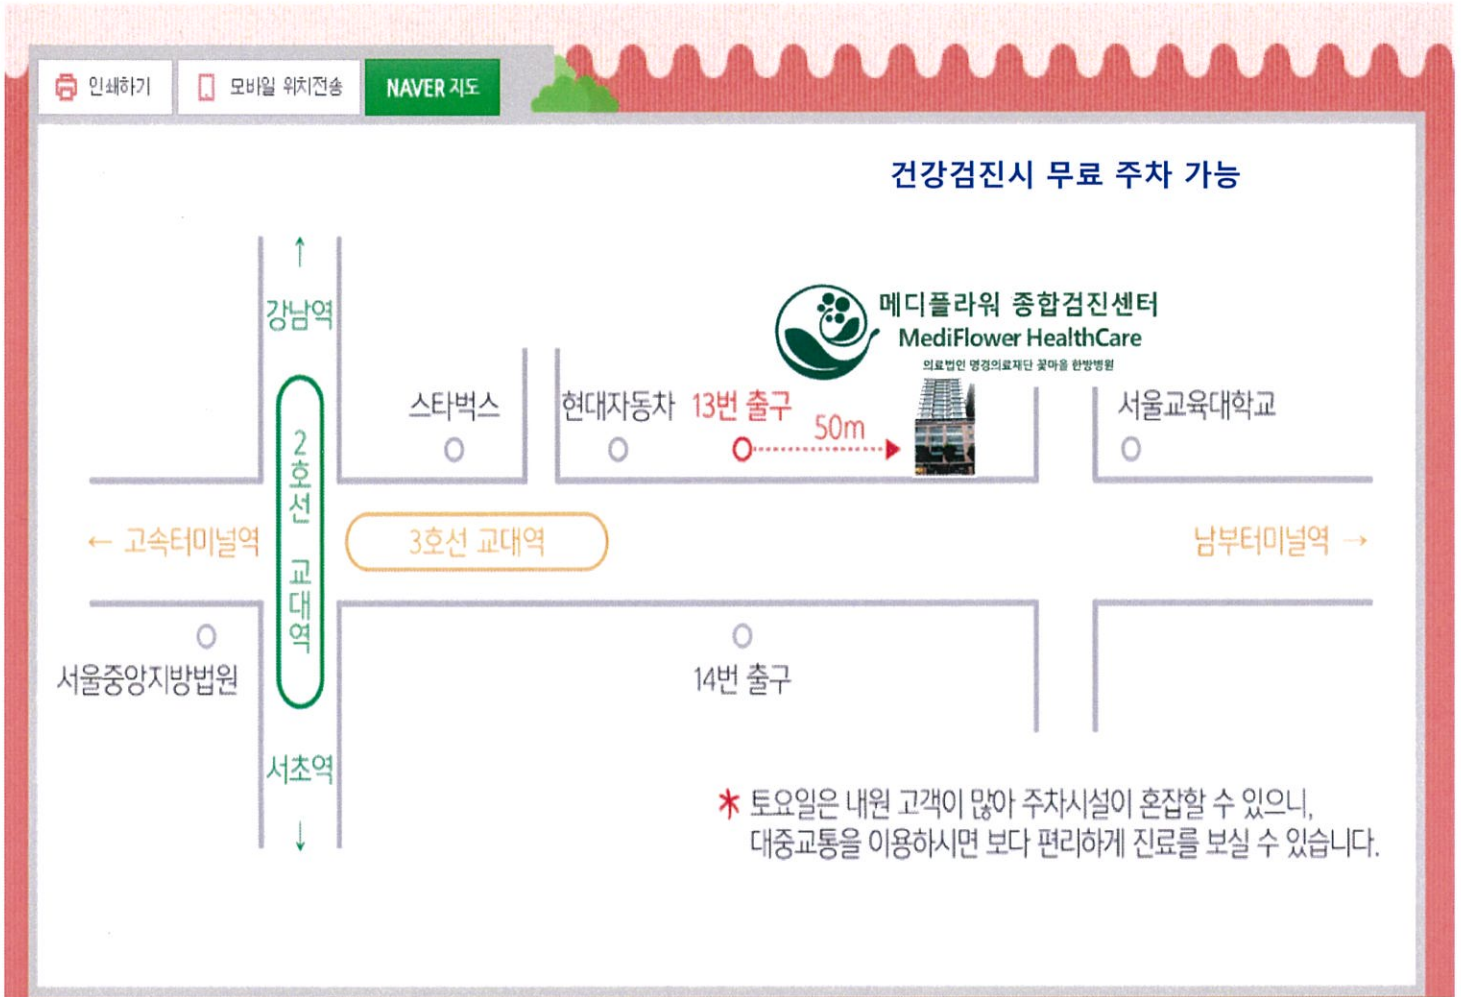 인쇄하기
모바일 위치전송
NAVER 지도
건강검진시 무료 주차 가능
↑
강남역
메디플라워 종합검진센터
MediFlower HealthCare
의료법인 명경의료재단 꽃마을 한방병원
스타벅스
현대자동차
13번 출구
50m
서울교육대학교
2호선 교대역
← 고속터미널역
3호선 교대역
남부터미널역 →
서울중앙지방법원
14번 출구
서초역
↓
* 토요일은 내원 고객이 많아 주차시설이 혼잡할 수 있으니,
대중교통을 이용하시면 보다 편리하게 진료를 보실 수 있습니다.